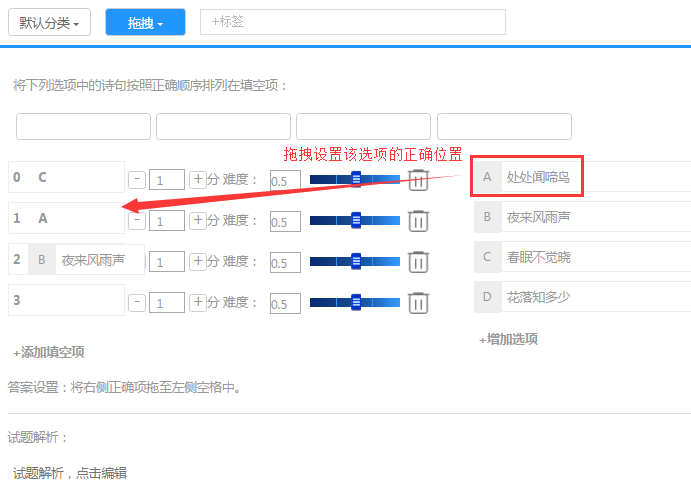 默认分类 拖拽 +标签
将下列选项中的诗句按照正确顺序排列在填空项：
拖拽设置该选项的正确位置
0 C - 1 + 分 难度： 0.5
1 A - 1 + 分 难度： 0.5
2 B 夜来风雨声 1 + 分 难度： 0.5
3 - 1 + 分 难度： 0.5
A 处处闻啼鸟
B 夜来风雨声
C 春眠不觉晓
D 花落知多少
+添加填空项
+增加选项
答案设置：将右侧正确项拖至左侧空格中。
试题解析：
试题解析，点击编辑